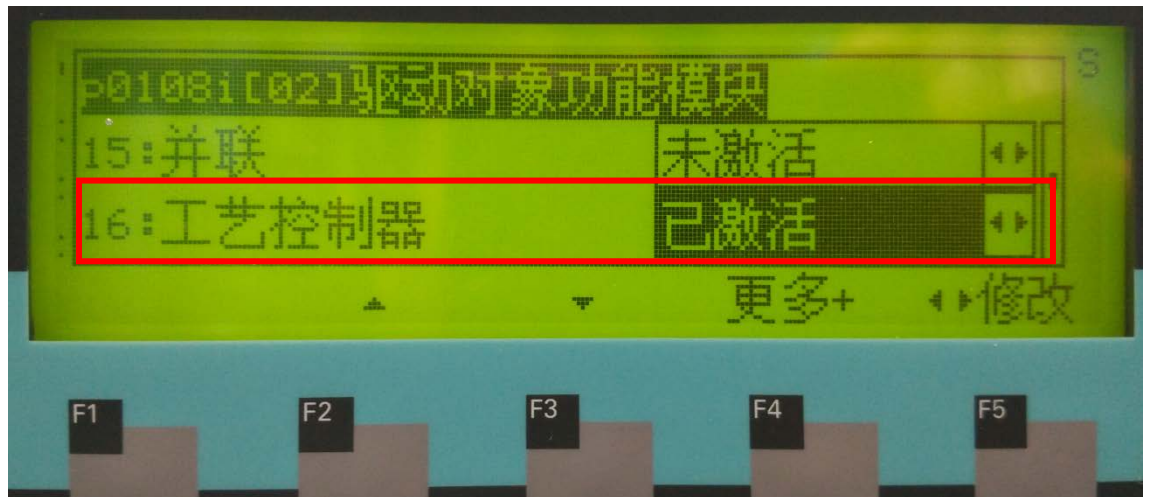 S
p0108i[02]驱动对象功能模块
15:并联 未激活
16:工艺控制器 已激活
更多+ 修改
F1 F2 F3 F4 F5